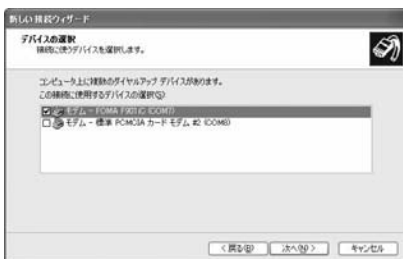 新しい接続ウィザード
デバイスの選択
接続に使うデバイスを選択します。
コンピュータ上に複数のダイヤルアップ デバイスがあります。
この接続に使用するデバイスの選択(S):
モデム - FOMA F901iC (COM7)
モデム - 標準 PCMCIA カード モデム #2 (COM6)
< 戻る(B)
次へ(N) >
キャンセル